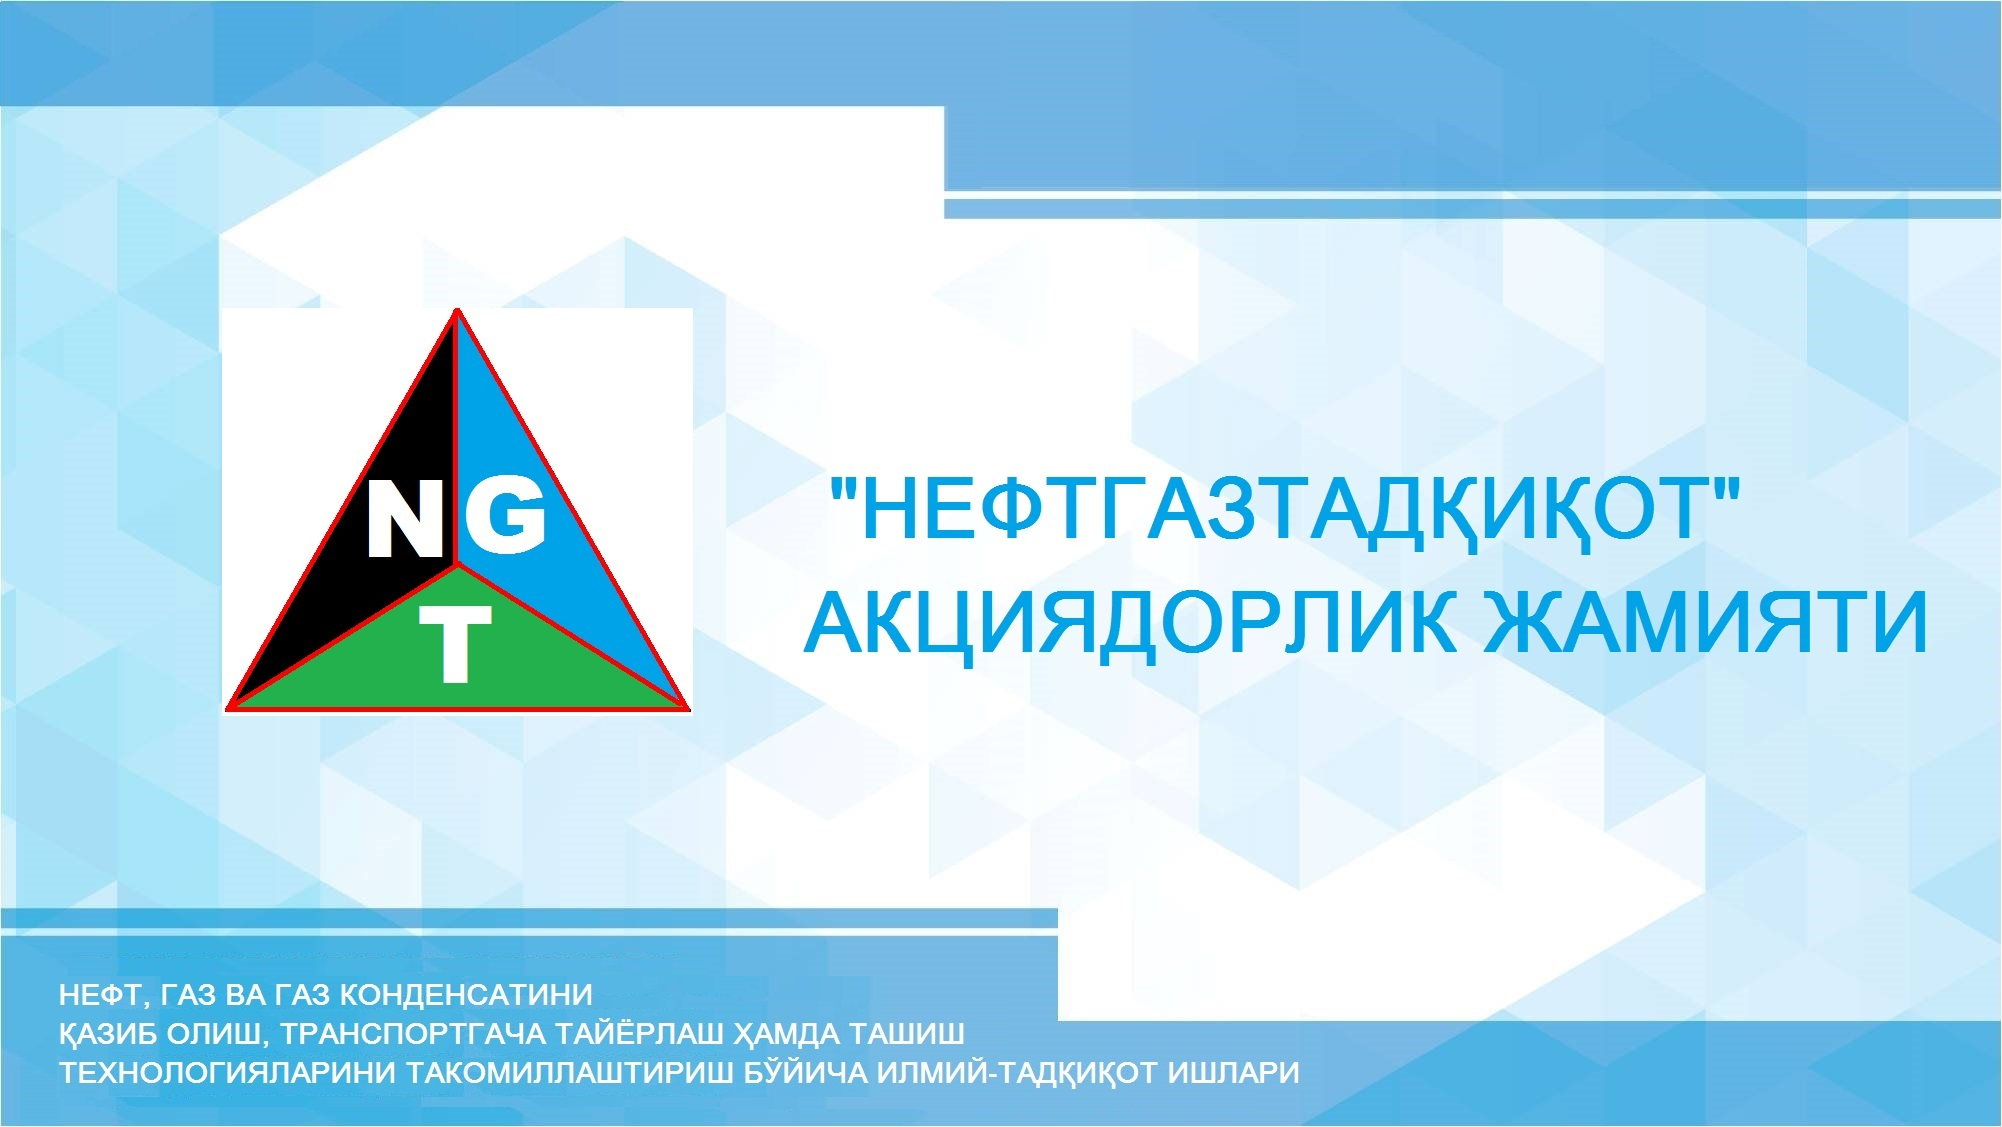 N G
T
"НЕФТГАЗТАДҚИҚОТ"
АКЦИЯДОРЛИК ЖАМИЯТИ
НЕФТ, ГАЗ ВА ГАЗ КОНДЕНСАТИНИ
ҚАЗИБ ОЛИШ, ТРАНСПОРТГАЧА ТАЙЁРЛАШ ҲАМДА ТАШИШ
ТЕХНОЛОГИЯЛАРИНИ ТАКОМИЛЛАШТИРИШ БЎЙИЧА ИЛМИЙ-ТАДҚИҚОТ ИШЛАРИ